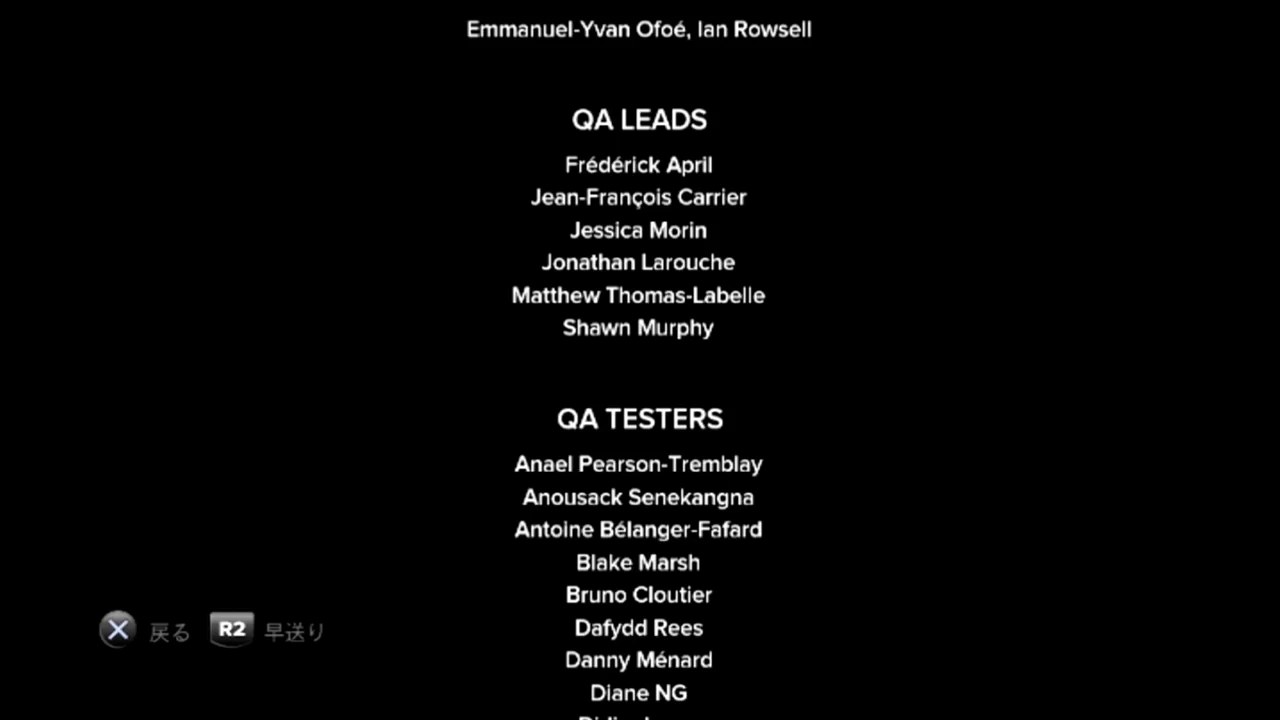 Emmanuel-Yvan Ofoé, Ian Rowsell
QA LEADS
Frédérick April
Jean-François Carrier
Jessica Morin
Jonathan Larouche
Matthew Thomas-Labelle
Shawn Murphy
QA TESTERS
Anael Pearson-Tremblay
Anousack Senekangna
Antoine Bélanger-Fafard
Blake Marsh
Bruno Cloutier
Dafydd Rees
Danny Ménard
Diane NG
戻る R2 早送り